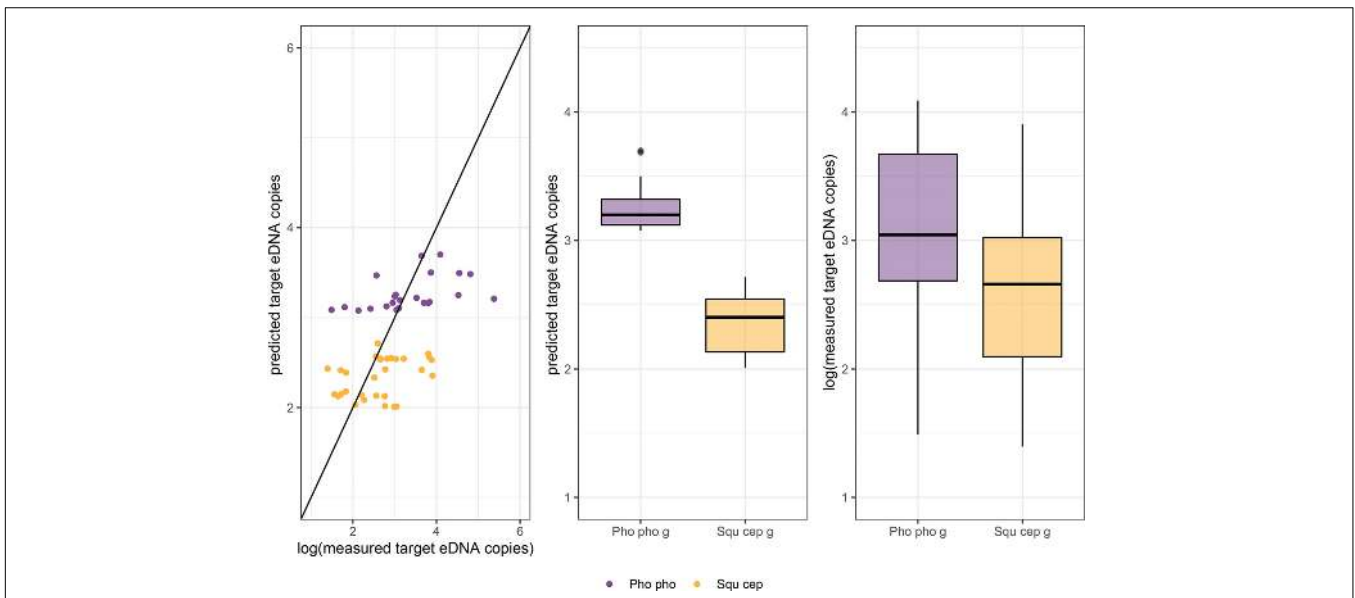 predicted target eDNA copies
6
4
2
2 4 6
log(measured target eDNA copies)
predicted target eDNA copies
4
3
2
1
Pho pho g Squ cep g
log(measured target eDNA copies)
4
3
2
1
Pho pho g Squ cep g
Pho pho Squ cep